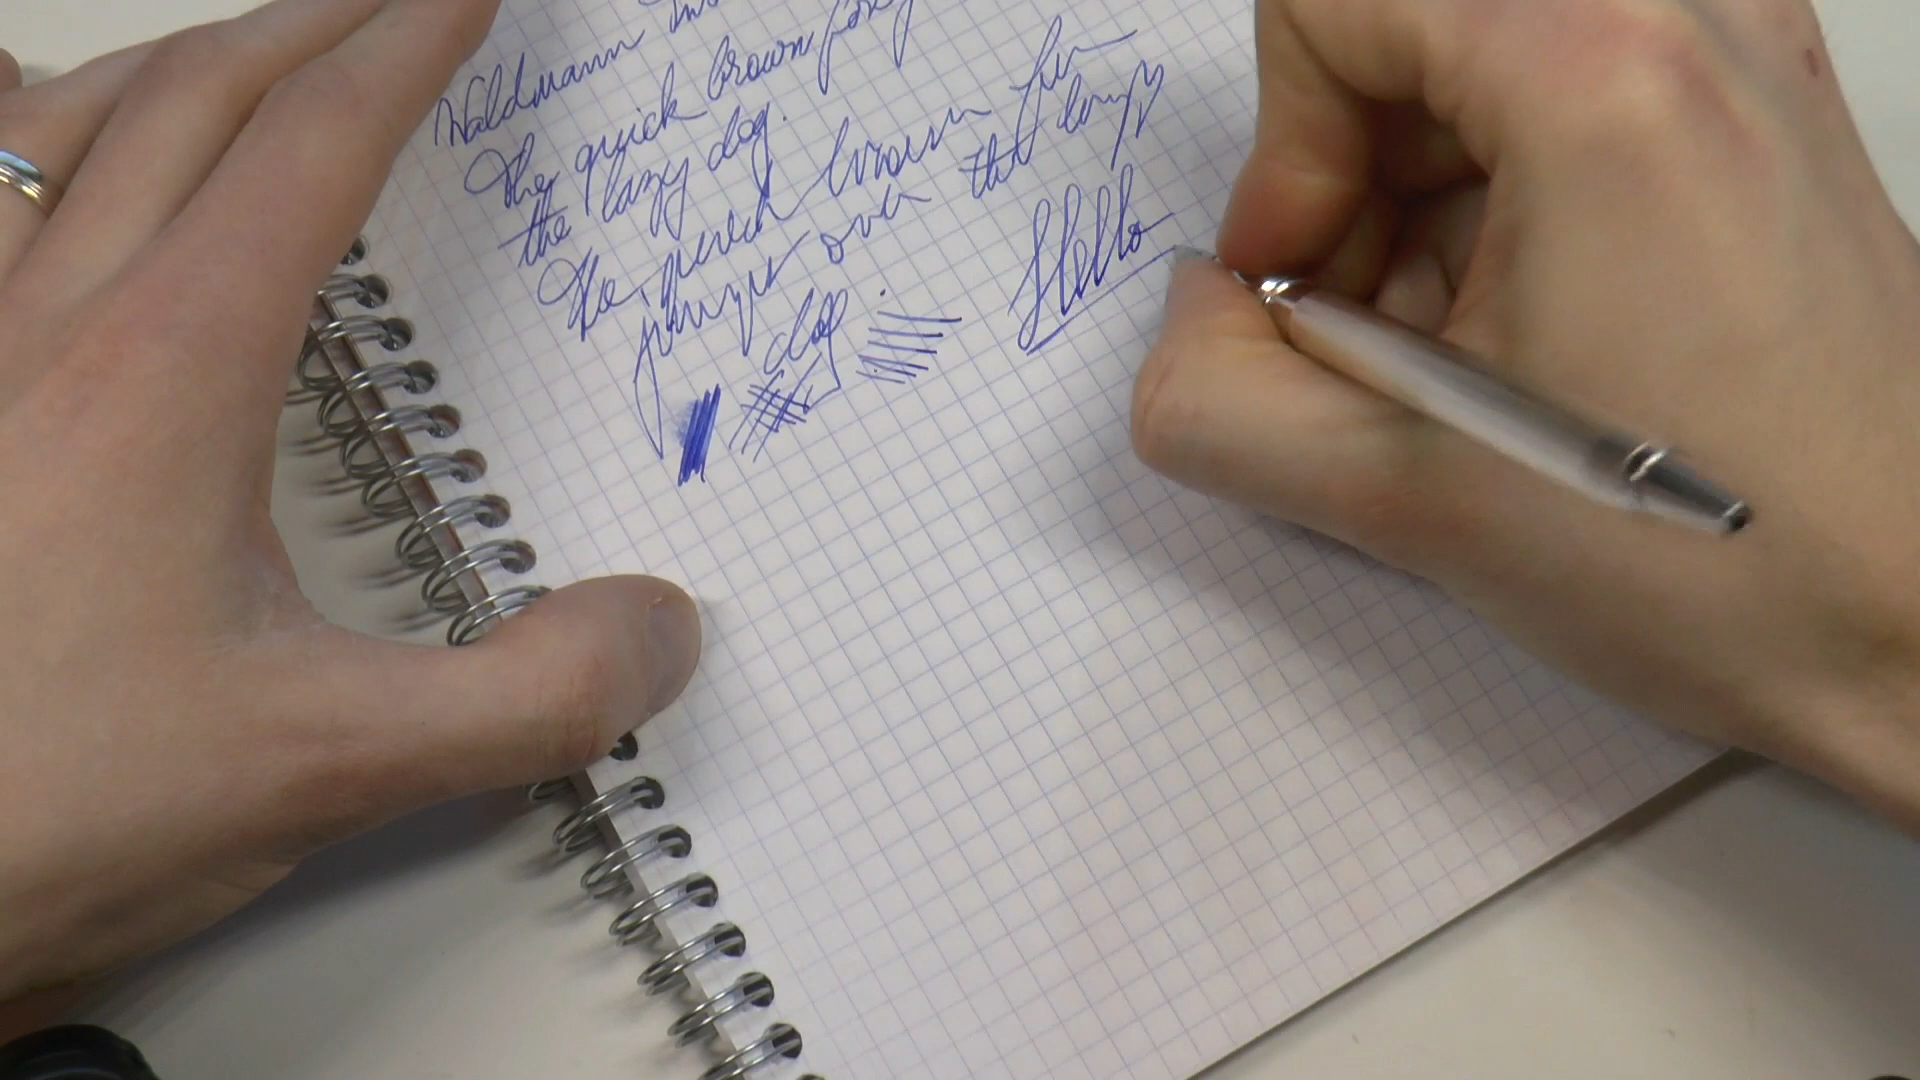 Waldmann
The quick brown fox
the lazy dog.
The quick brown fox
jumps over the lazy
dog.
Hello